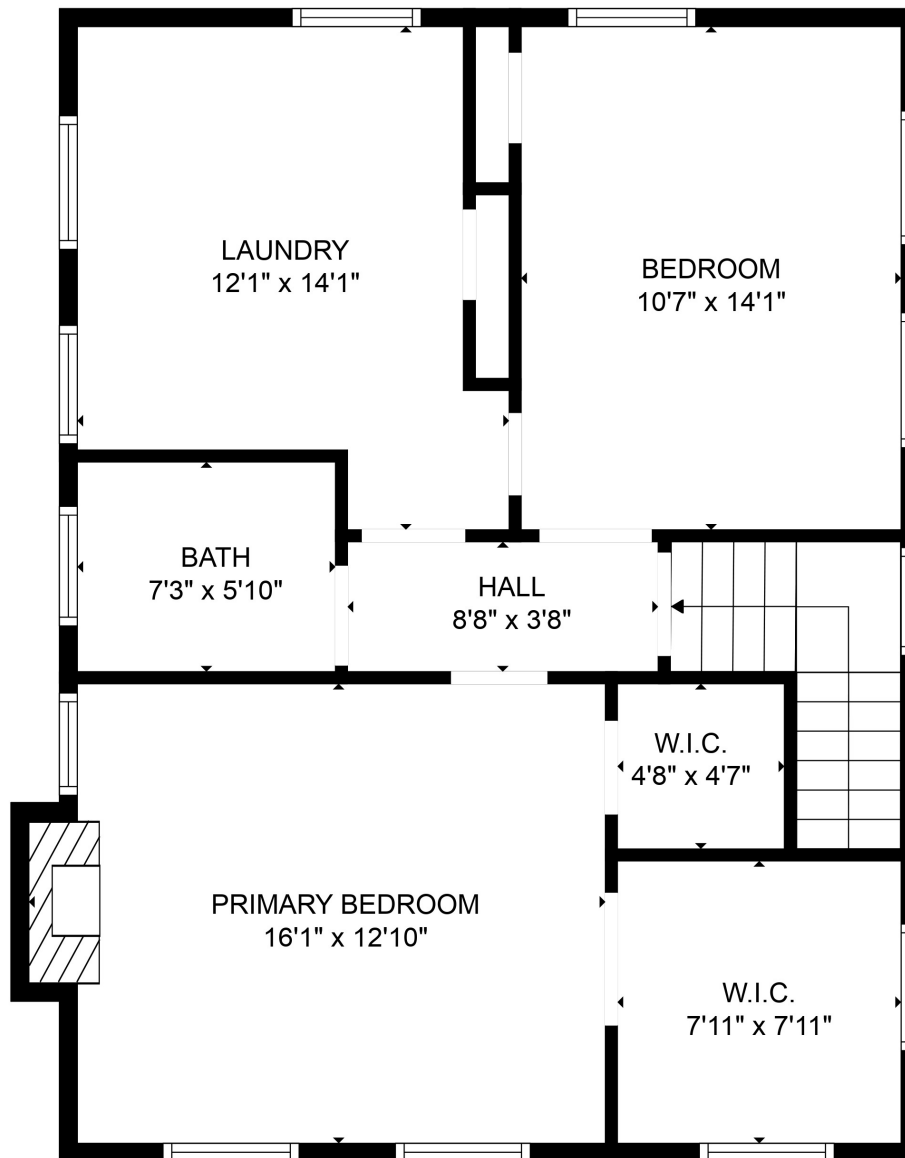 LAUNDRY
12'1" x 14'1"
BEDROOM
10'7" x 14'1"
BATH
7'3" x 5'10"
HALL
8'8" x 3'8"
W.I.C.
4'8" x 4'7"
PRIMARY BEDROOM
16'1" x 12'10"
W.I.C.
7'11" x 7'11"